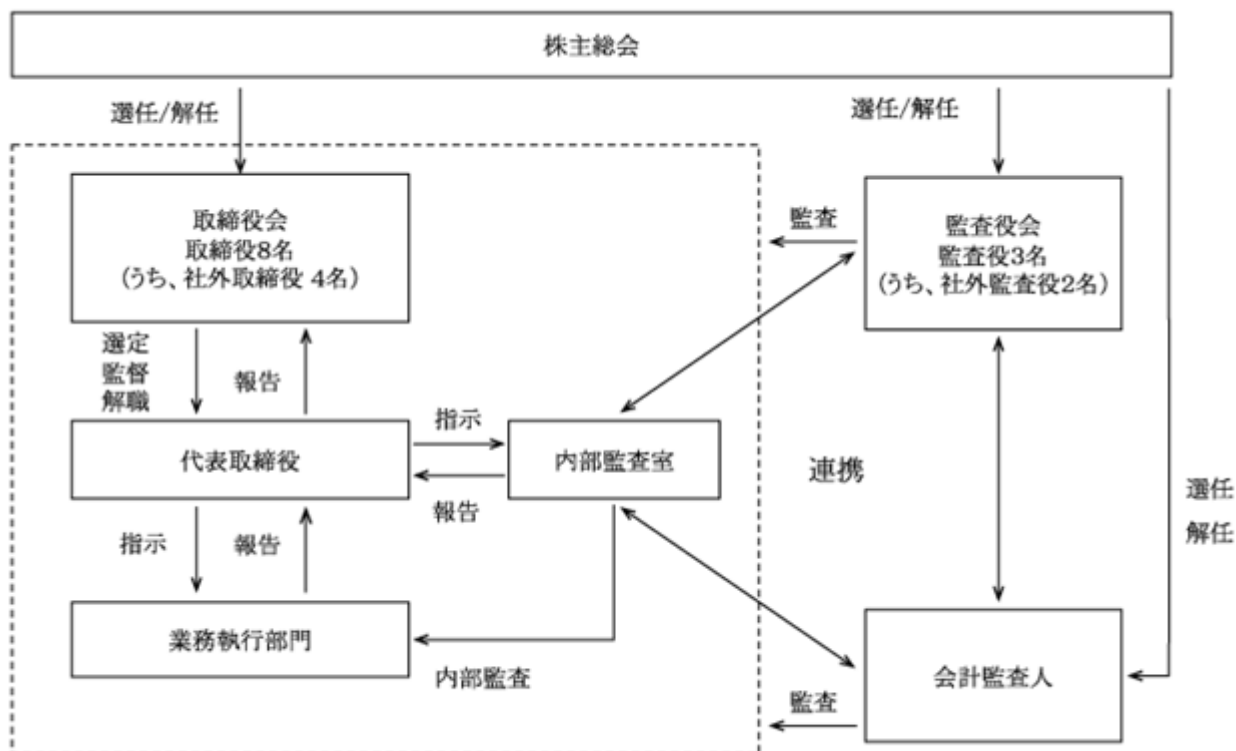 株主総会
選任/解任
選任/解任
取締役会
取締役8名
(うち、社外取締役 4名)
監査
監査役会
監査役3名
(うち、社外監査役2名)
選定
監督
解職
報告
指示
代表取締役
内部監査室
連携
報告
選任
解任
指示
報告
業務執行部門
内部監査
会計監査人
監査